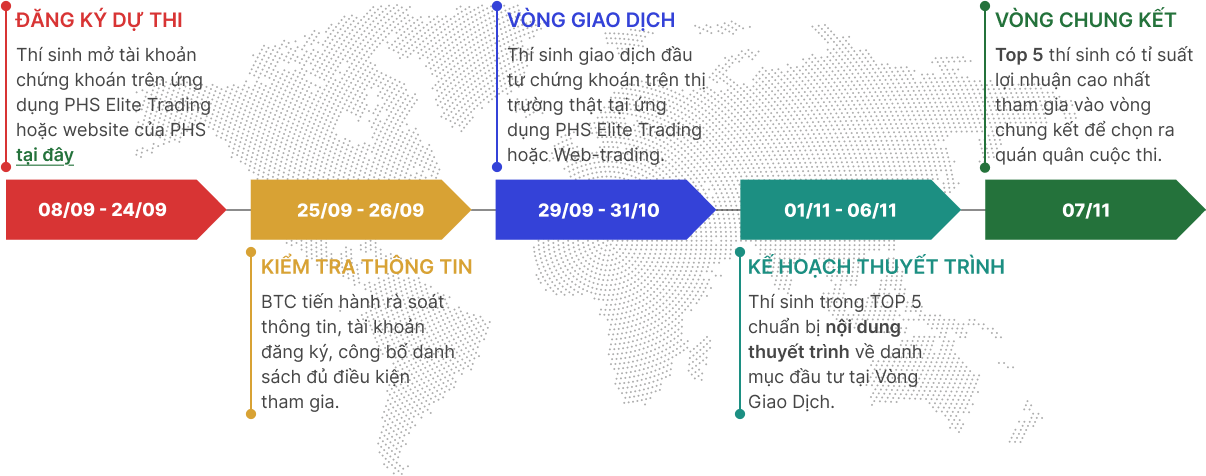 ĐĂNG KÝ DỰ THI
Thí sinh mở tài khoản
chứng khoán trên ứng
dụng PHS Elite Trading
hoặc website của PHS
tại đây
08/09 - 24/09
25/09 - 26/09
KIỂM TRA THÔNG TIN
BTC tiến hành rà soát
thông tin, tài khoản
đăng ký, công bố danh
sách đủ điều kiện
tham gia.
VÒNG GIAO DỊCH
Thí sinh giao dịch đầu
tư chứng khoán trên thị
trường thật tại ứng
dụng PHS Elite Trading
hoặc Web-trading.
29/09 - 31/10
01/11 - 06/11
KẾ HOẠCH THUYẾT TRÌNH
Thí sinh trong TOP 5
chuẩn bị nội dung
thuyết trình về danh
mục đầu tư tại Vòng
Giao Dịch.
VÒNG CHUNG KẾT
Top 5 thí sinh có tỉ suất
lợi nhuận cao nhất
tham gia vào vòng
chung kết để chọn ra
quán quân cuộc thi.
07/11